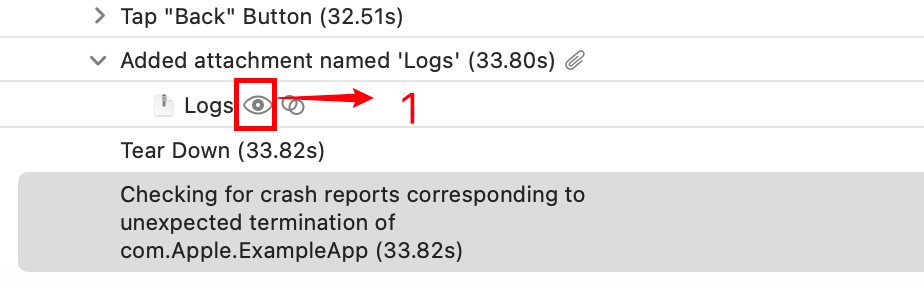 Tap "Back" Button (32.51s)
Added attachment named 'Logs' (33.80s)
Logs
1
Tear Down (33.82s)
Checking for crash reports corresponding to
unexpected termination of
com.Apple.ExampleApp (33.82s)